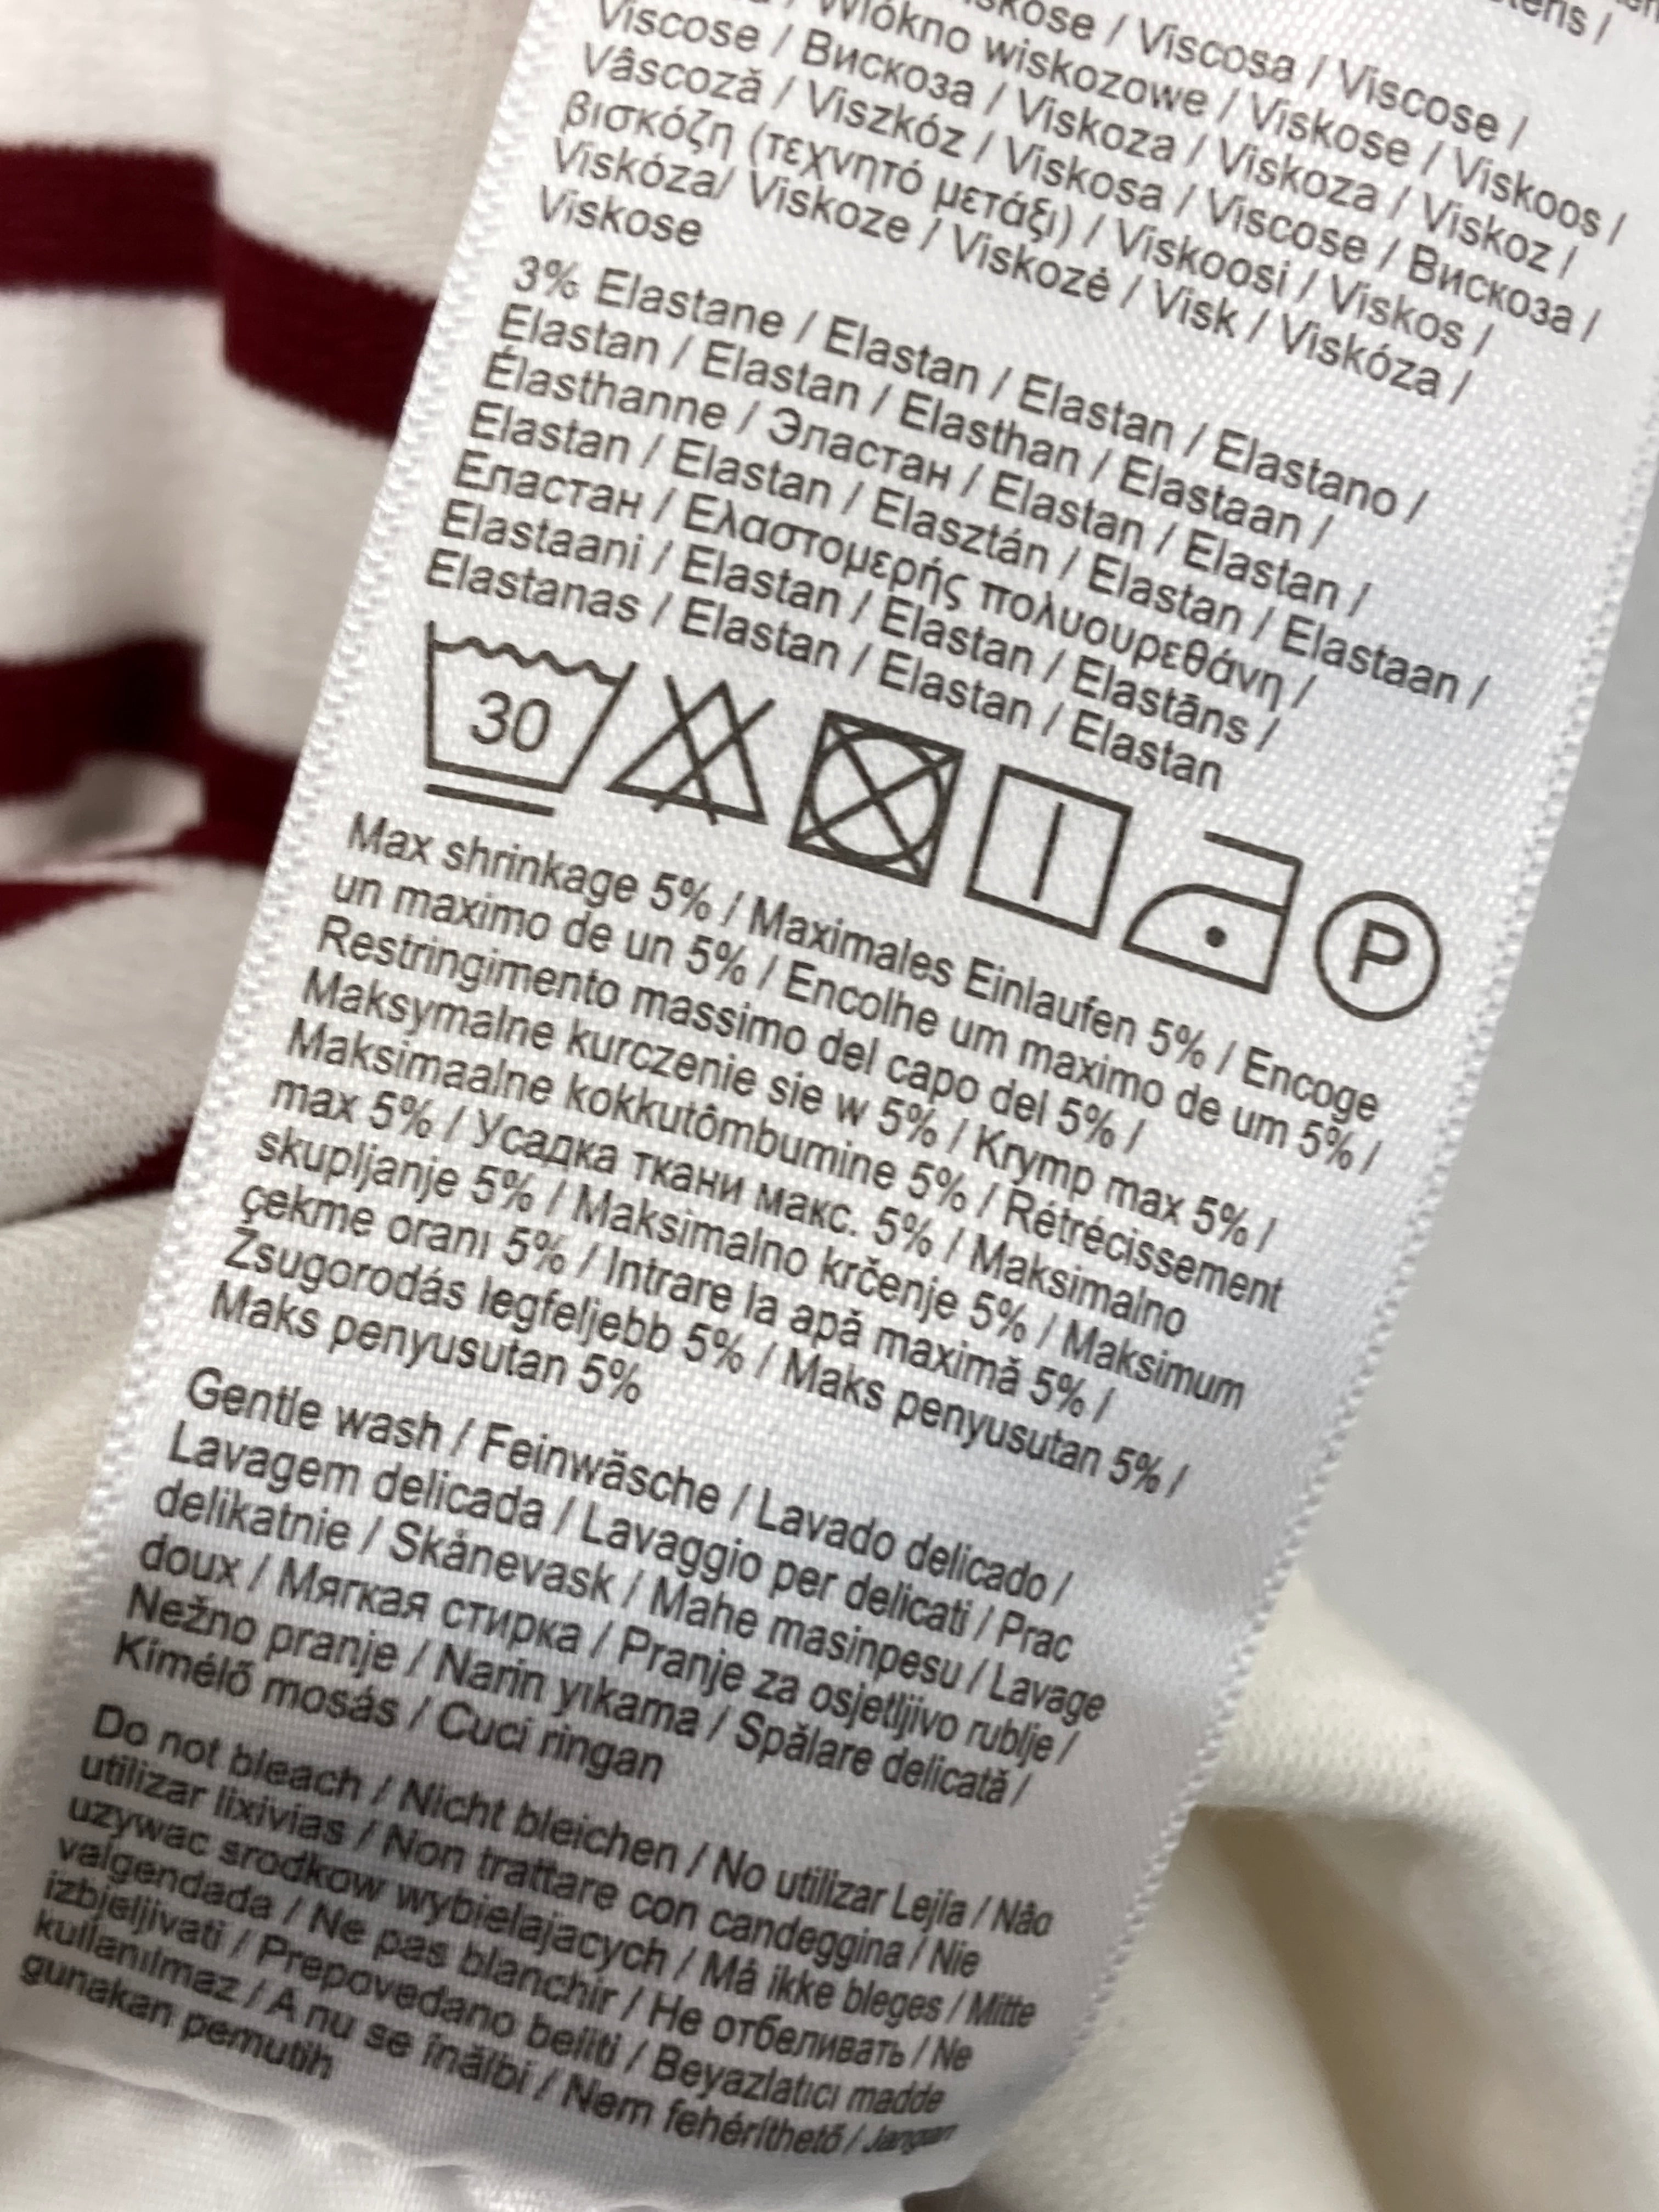 Viskose / Viscosa / Viscose /
Włókno wiskozowe / Viskose / Viskoos /
Viscose / Вискоза / Viskoza / Viskoza / Viskoz /
Vâscoză / Viszkóz / Viskosa / Viscose / Вискоза /
βισκόζη (τεχνητό μετάξι) / Viskoosi / Viskos /
Viskóza/ Viskoze / Viskozė / Visk / Viskóza /
Viskose
3% Elastane / Elastan / Elastan / Elastano /
Elastan / Elastan / Elasthan / Elastaan /
Élasthanne / Эластан / Elastan / Elastan /
Elastan / Elastan / Elasztán / Elastan / Elastaan /
Еластан / Ελαστομερής πολυουρεθάνη /
Elastaani / Elastan / Elastan / Elastāns /
Elastanas / Elastan / Elastan / Elastan
30
P
Max shrinkage 5% / Maximales Einlaufen 5% / Encoge
un maximo de un 5% / Encolhe um maximo de um 5% /
Restringimento massimo del capo del 5% /
Maksymalne kurczenie sie w 5% / Krymp max 5% /
Maksimaalne kokkutômbumine 5% / Rétrécissement
max 5% / Усадка ткани макс. 5% / Maksimalno
skupljanje 5% / Maksimalno krčenje 5% / Maksimum
çekme oranı 5% / Intrare la apă maximă 5% /
Zsugorodás legfeljebb 5% / Maks penyusutan 5% /
Maks penyusutan 5%
Gentle wash / Feinwäsche / Lavado delicado /
Lavagem delicada / Lavaggio per delicati / Prac
delikatnie / Skånevask / Mahe masinpesu / Lavage
doux / Мягкая стирка / Pranje za osjetljivo rublje /
Nežno pranje / Narin yıkama / Spălare delicată /
Kímélő mosás / Cuci ringan
Do not bleach / Nicht bleichen / No utilizar Lejla / Não
utilizar lixivias / Non trattare con candeggina / Nie
uzywac srodkow wybielajacych / Må ikke bleges / Mitte
valgendada / Ne pas blanchir / Не отбеливать / Ne
izbjeljivati / Prepovedano beliti / Beyazlatıcı madde
kullanılmaz / A nu se înălbi / Nem fehéríthető / Jangan
gunakan pemutih